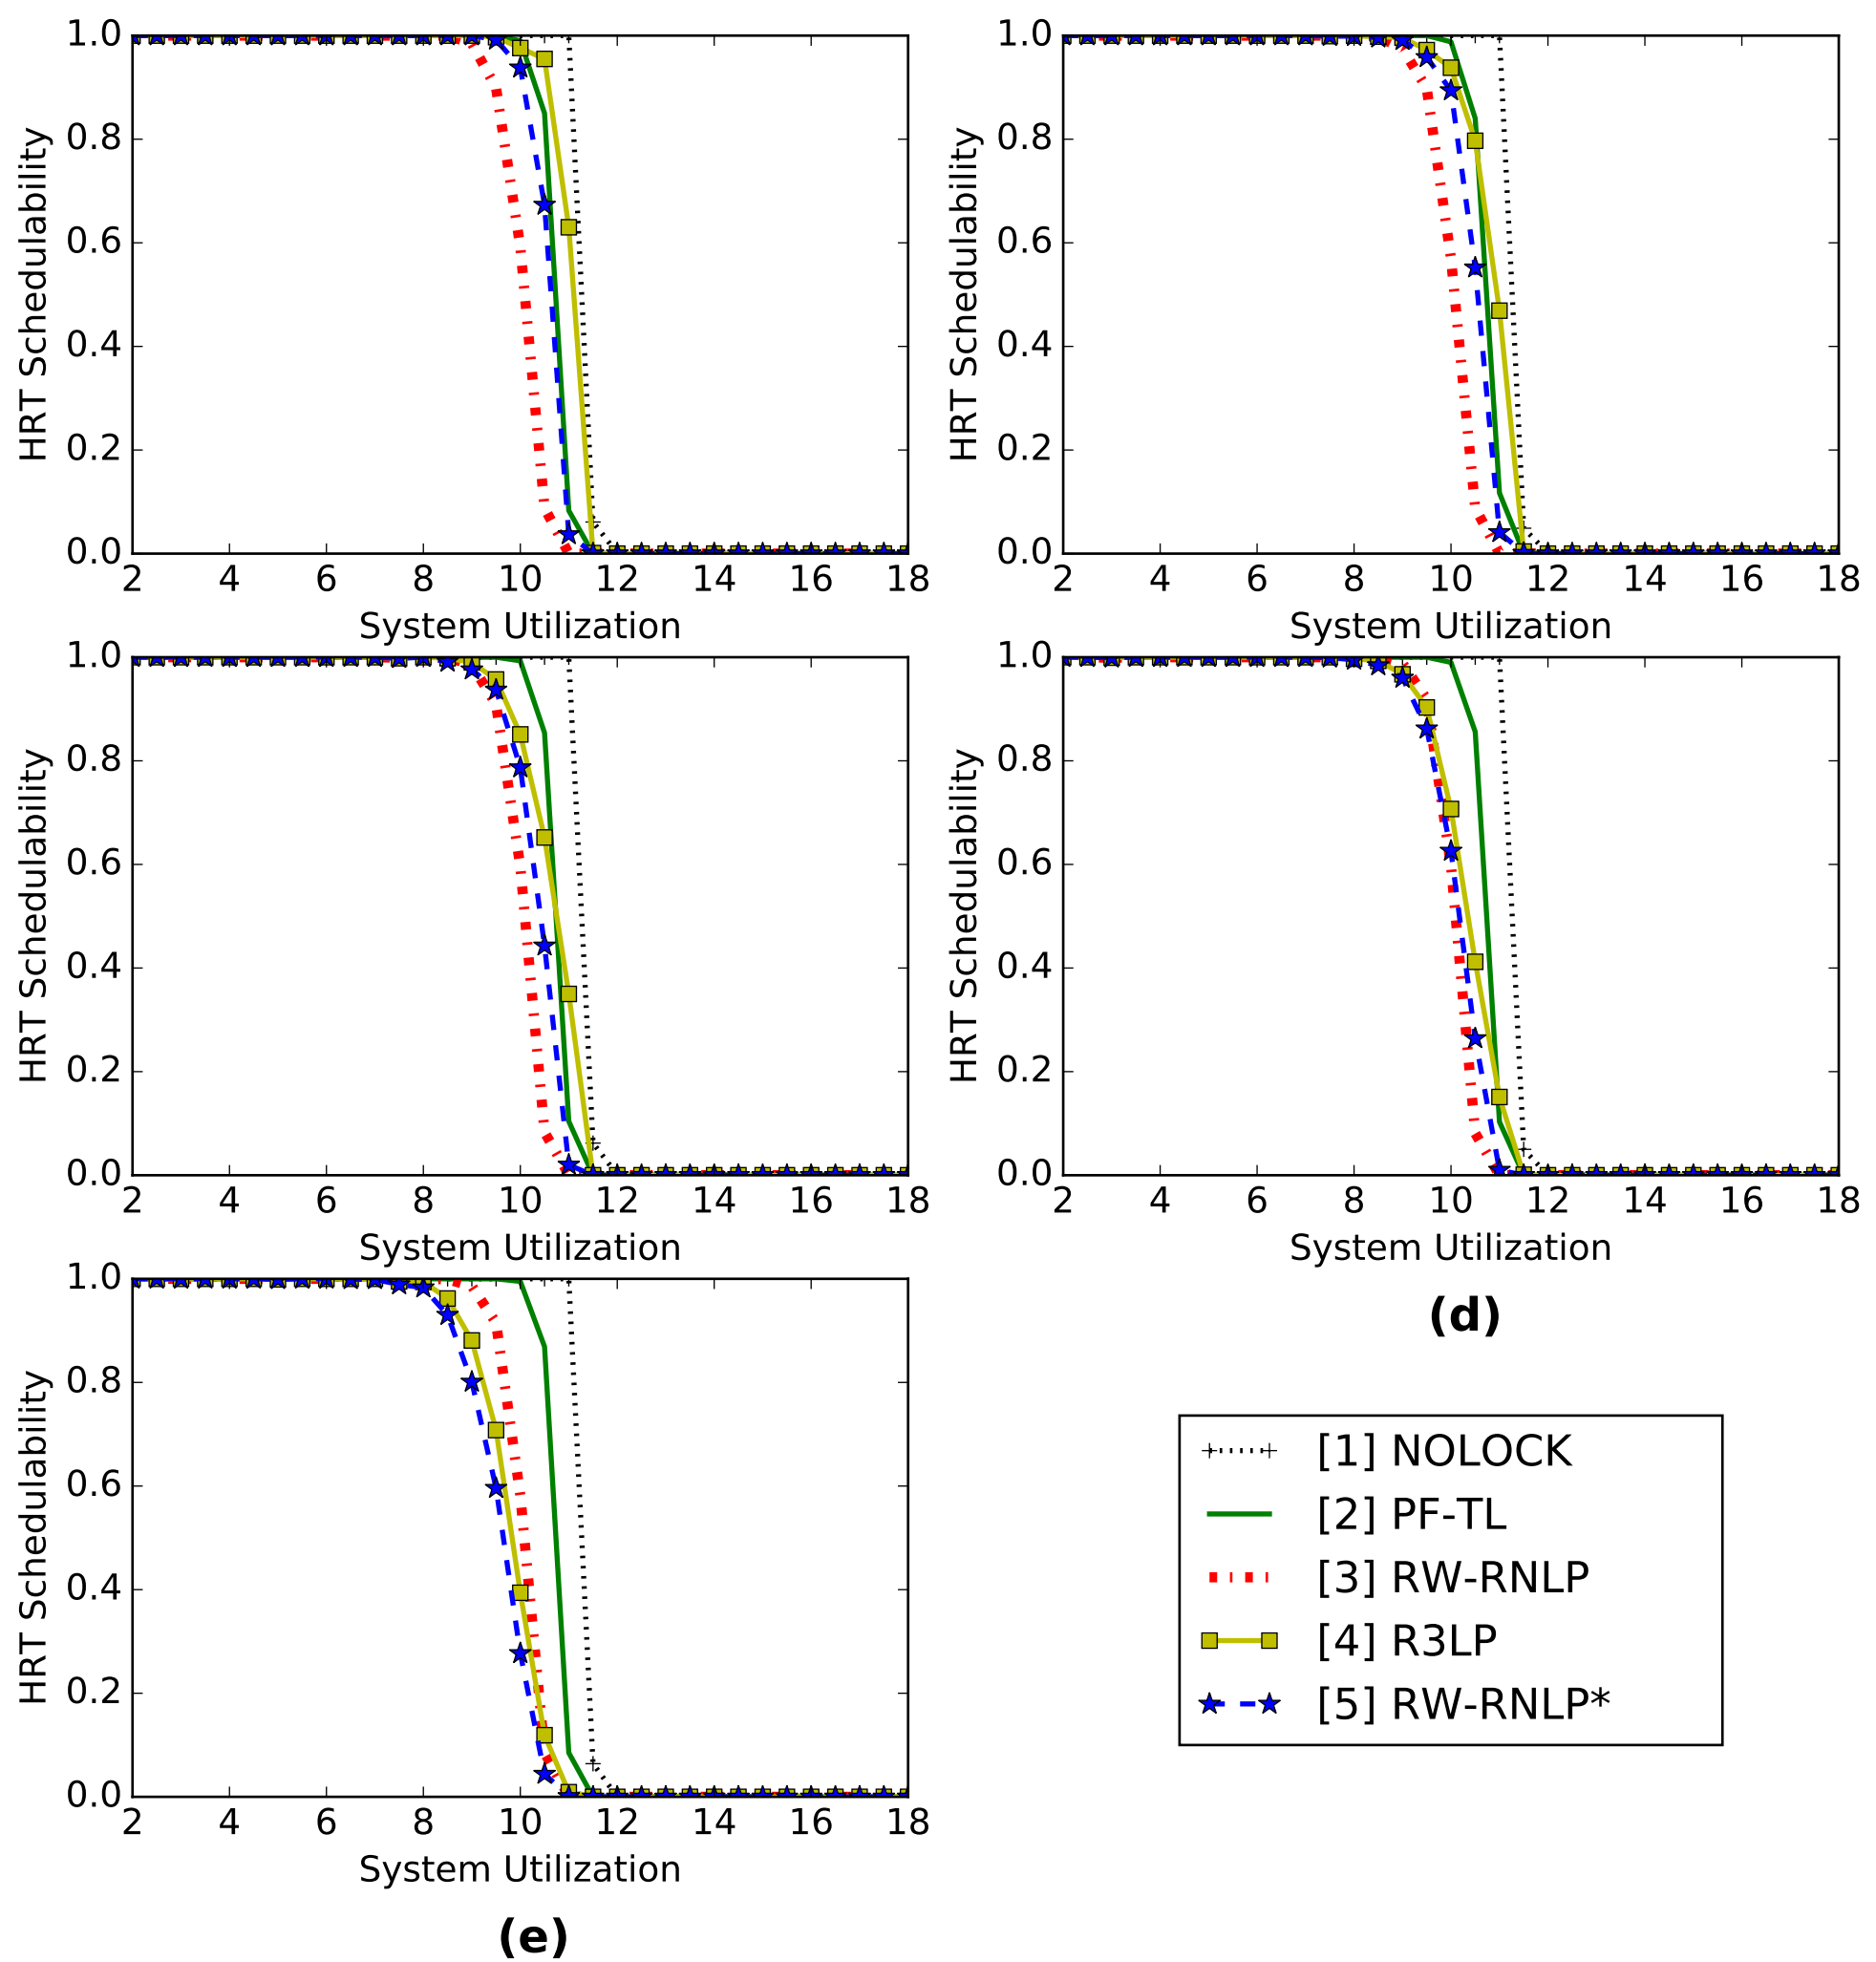 1.0
0.8
0.6
0.4
0.2
0.0
HRT Schedulability
2 4 6 8 10 12 14 16 18
System Utilization
1.0
0.8
0.6
0.4
0.2
0.0
HRT Schedulability
2 4 6 8 10 12 14 16 18
System Utilization
1.0
0.8
0.6
0.4
0.2
0.0
HRT Schedulability
2 4 6 8 10 12 14 16 18
System Utilization
1.0
0.8
0.6
0.4
0.2
0.0
HRT Schedulability
2 4 6 8 10 12 14 16 18
System Utilization
(d)
1.0
0.8
0.6
0.4
0.2
0.0
HRT Schedulability
2 4 6 8 10 12 14 16 18
System Utilization
(e)
[1] NOLOCK
[2] PF-TL
[3] RW-RNLP
[4] R3LP
[5] RW-RNLP*